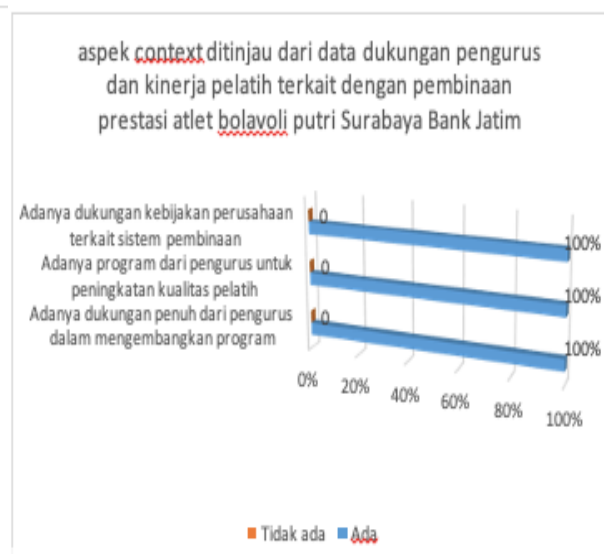 aspek context ditinjau dari data dukungan pengurus
dan kinerja pelatih terkait dengan pembinaan
prestasi atlet bolavoli putri Surabaya Bank Jatim
Adanya dukungan kebijakan perusahaan
terkait sistem pembinaan
0
100%
Adanya program dari pengurus untuk
peningkatan kualitas pelatih
0
100%
Adanya dukungan penuh dari pengurus
dalam mengembangkan program
0
100%
0% 20% 40% 60% 80% 100%
Tidak ada Ada